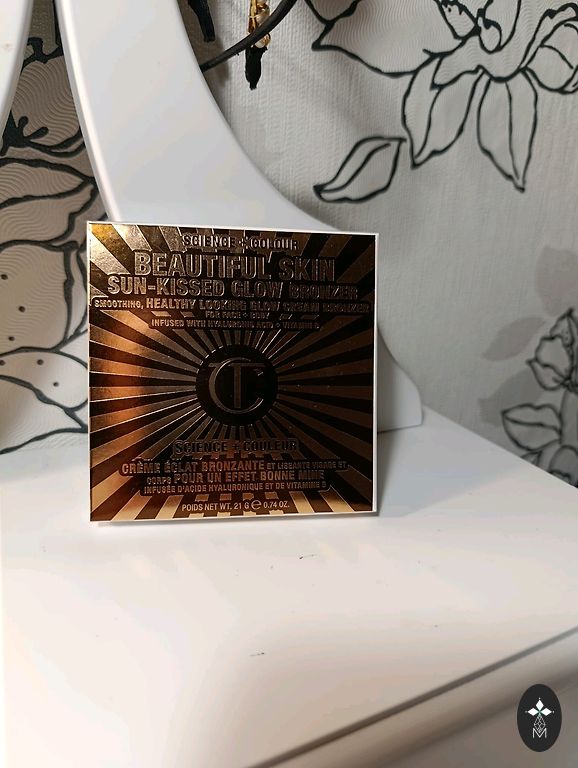 SCIENCE + COLOUR
BEAUTIFUL SKIN
SUN-KISSED GLOW BRONZER
SMOOTHING, HEALTHY LOOKING GLOW CREAM BRONZER
FOR FACE + BODY
INFUSED WITH HYALURONIC ACID + VITAMIN E
CT
SCIENCE + COULEUR
CRÈME ÉCLAT BRONZANTE ET LISSANTE VISAGE ET
CORPS POUR UN EFFET BONNE MINE
INFUSÉE D'ACIDE HYALURONIQUE ET DE VITAMINE E
POIDS NET WT. 21 G ℮ 0.74 OZ.
M